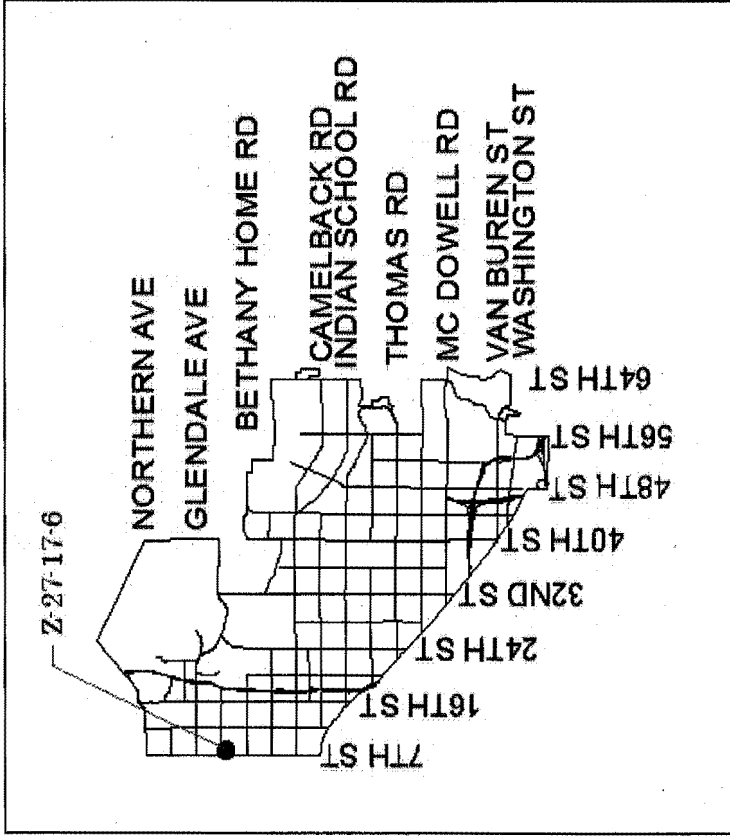 Z-27-17-6
NORTHERN AVE
GLENDALE AVE
BETHANY HOME RD
CAMELBACK RD
INDIAN SCHOOL RD
THOMAS RD
MC DOWELL RD
VAN BUREN ST
WASHINGTON ST
7TH ST
16TH ST
24TH ST
32ND ST
40TH ST
48TH ST
56TH ST
64TH ST